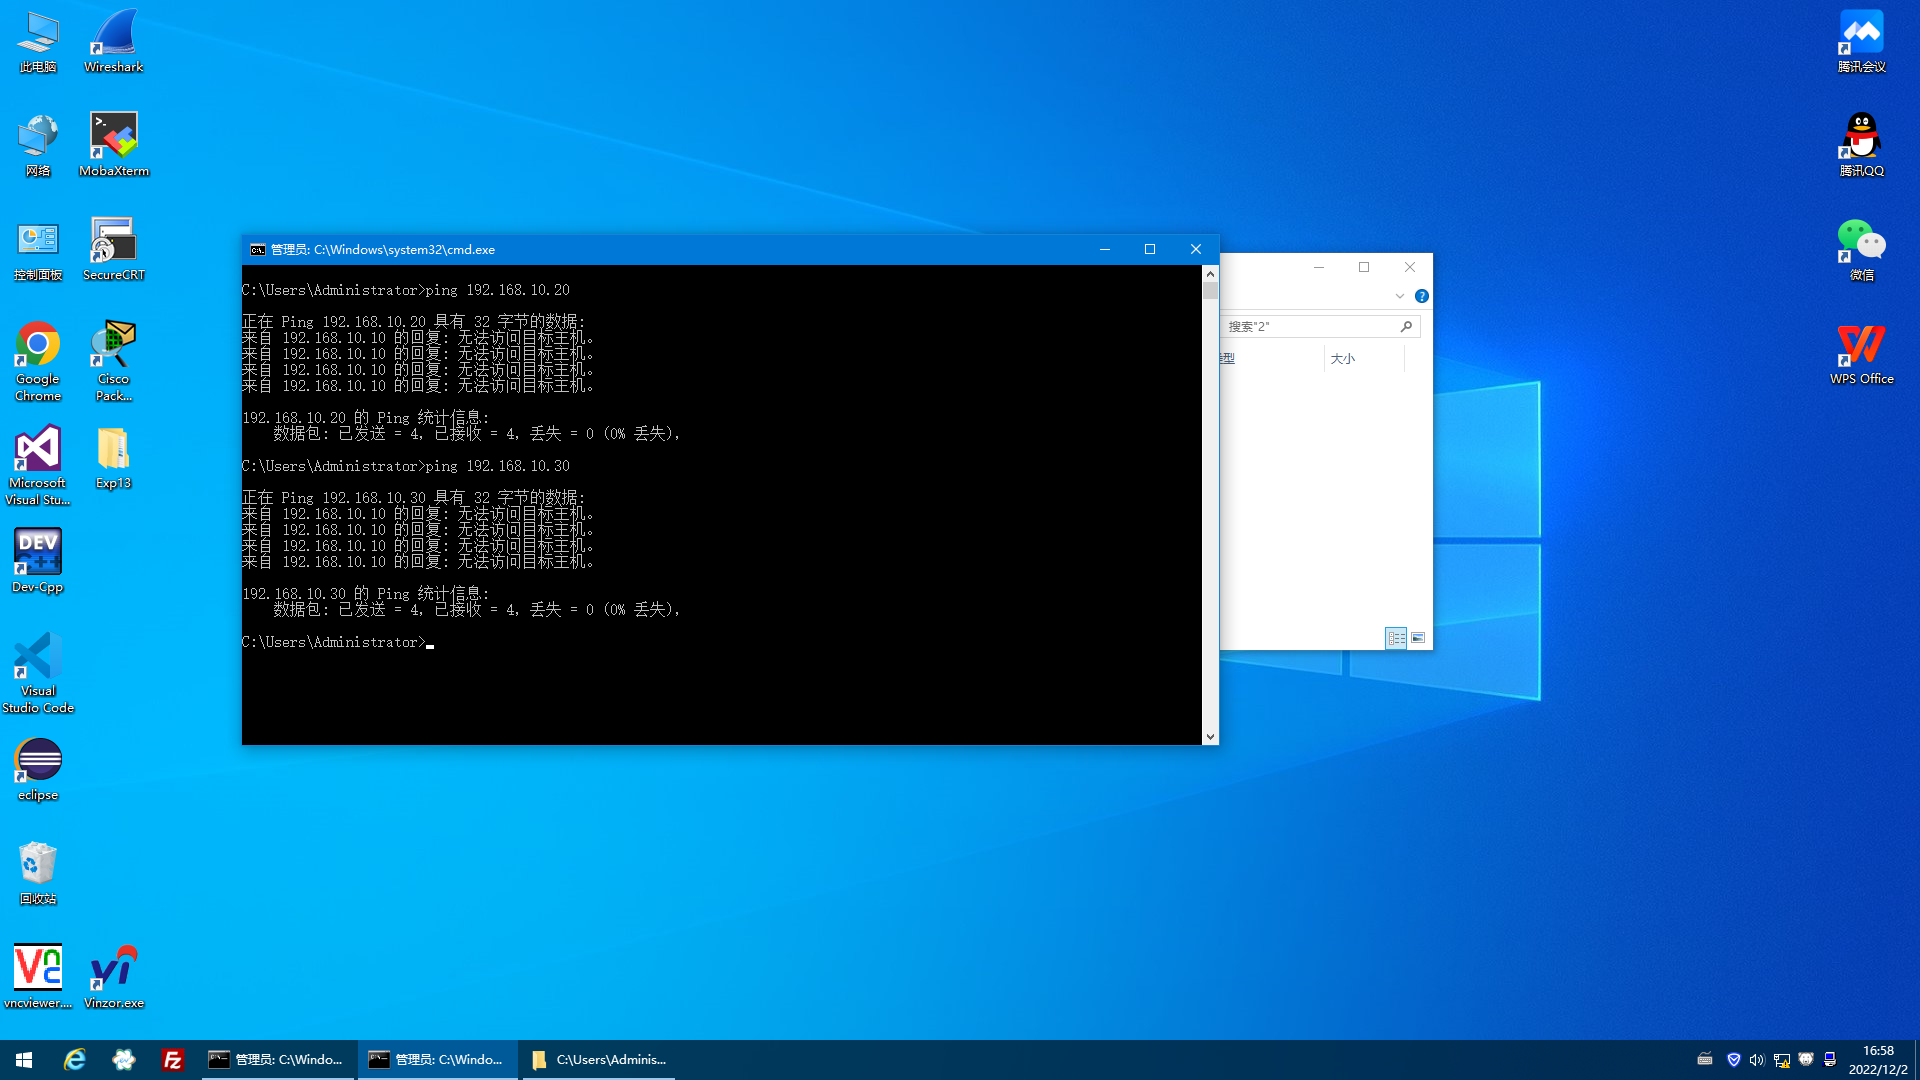 此电脑
Wireshark
网络
MobaXterm
控制面板
SecureCRT
Google
Chrome
Cisco
Pack...
Microsoft
Visual Stu...
Exp13
DEV
C++
Dev-Cpp
Visual
Studio Code
eclipse
回收站
vncviewer....
Vinzor.exe
腾讯会议
腾讯QQ
微信
WPS Office
管理员: C:\Windows\system32\cmd.exe
C:\Users\Administrator>ping 192.168.10.20
正在 Ping 192.168.10.20 具有 32 字节的数据:
来自 192.168.10.10 的回复: 无法访问目标主机。
来自 192.168.10.10 的回复: 无法访问目标主机。
来自 192.168.10.10 的回复: 无法访问目标主机。
来自 192.168.10.10 的回复: 无法访问目标主机。
192.168.10.20 的 Ping 统计信息:
数据包: 已发送 = 4，已接收 = 4，丢失 = 0 (0% 丢失)，
C:\Users\Administrator>ping 192.168.10.30
正在 Ping 192.168.10.30 具有 32 字节的数据:
来自 192.168.10.10 的回复: 无法访问目标主机。
来自 192.168.10.10 的回复: 无法访问目标主机。
来自 192.168.10.10 的回复: 无法访问目标主机。
来自 192.168.10.10 的回复: 无法访问目标主机。
192.168.10.30 的 Ping 统计信息:
数据包: 已发送 = 4，已接收 = 4，丢失 = 0 (0% 丢失)，
C:\Users\Administrator>
搜索"2"
型
大小
管理员: C:\Windo...
管理员: C:\Windo...
C:\Users\Adminis...
16:58
2022/12/2